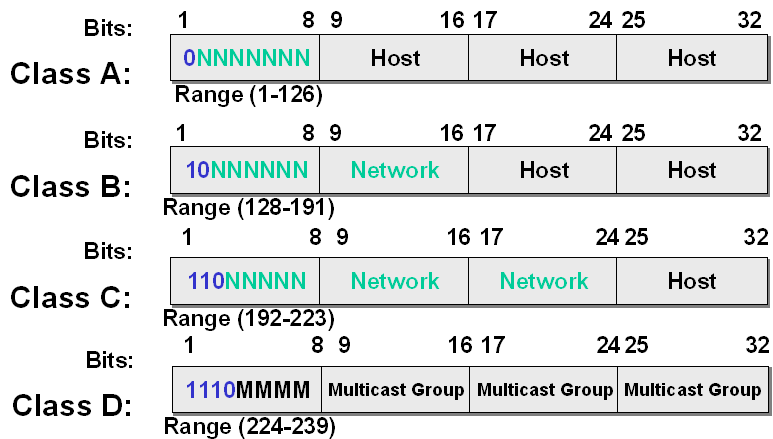 Bits: 1 8 9 16 17 24 25 32
Class A: 0NNNNNNN Host Host Host
Range (1-126)
Bits: 1 8 9 16 17 24 25 32
Class B: 10NNNNNN Network Host Host
Range (128-191)
Bits: 1 8 9 16 17 24 25 32
Class C: 110NNNNN Network Network Host
Range (192-223)
Bits: 1 8 9 16 17 24 25 32
Class D: 1110MMMM Multicast Group Multicast Group Multicast Group
Range (224-239)